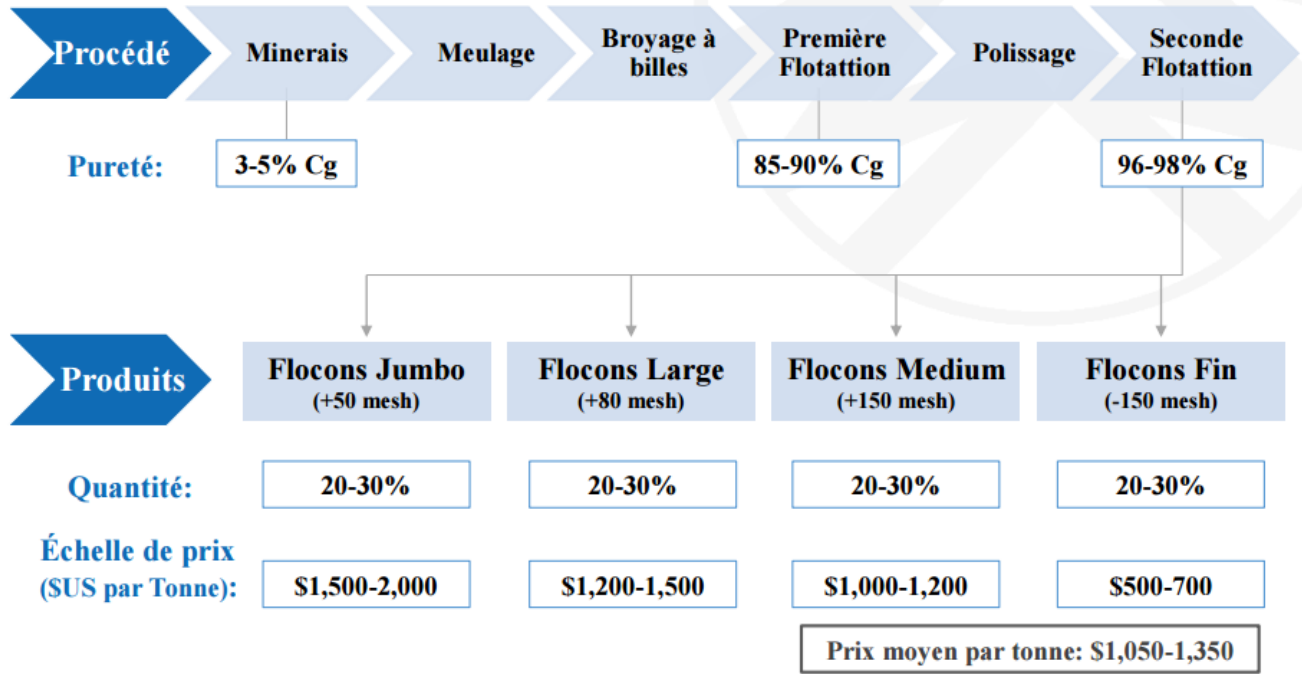 Procédé
Minerais
Meulage
Broyage à
billes
Première
Flotattion
Polissage
Seconde
Flotattion
Pureté:
3-5% Cg
85-90% Cg
96-98% Cg
Produits
Flocons Jumbo
(+50 mesh)
Flocons Large
(+80 mesh)
Flocons Medium
(+150 mesh)
Flocons Fin
(-150 mesh)
Quantité:
20-30%
20-30%
20-30%
20-30%
Échelle de prix
($US par Tonne):
$1,500-2,000
$1,200-1,500
$1,000-1,200
$500-700
Prix moyen par tonne: $1,050-1,350